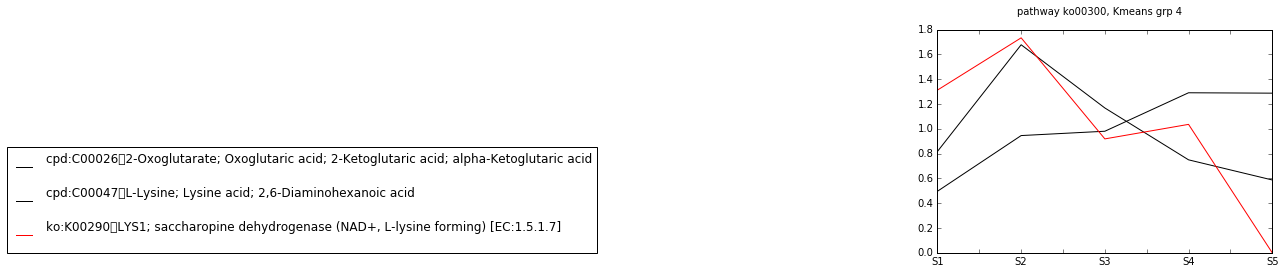 pathway ko00300, Kmeans grp 4
1.8
1.6
1.4
1.2
1.0
0.8
0.6
0.4
0.2
0.0
S1 S2 S3 S4 S5
cpd:C00026▯2-Oxoglutarate; Oxoglutaric acid; 2-Ketoglutaric acid; alpha-Ketoglutaric acid
cpd:C00047▯L-Lysine; Lysine acid; 2,6-Diaminohexanoic acid
ko:K00290▯LYS1; saccharopine dehydrogenase (NAD+, L-lysine forming) [EC:1.5.1.7]